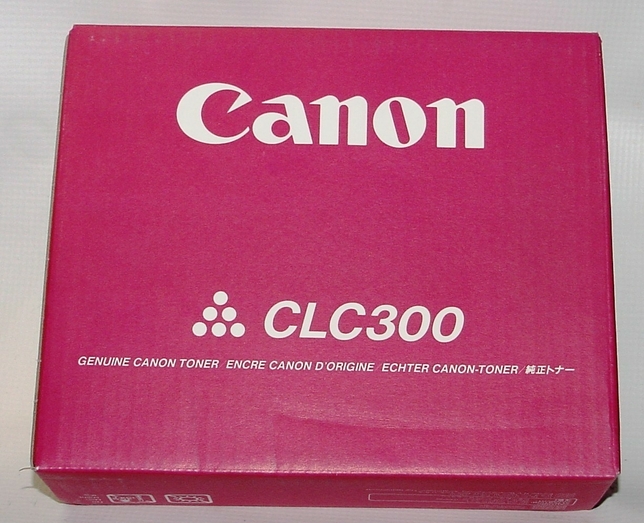 Canon
CLC300
GENUINE CANON TONER ENCRE CANON D'ORIGINE ECHTER CANON-TONER/純正トナー